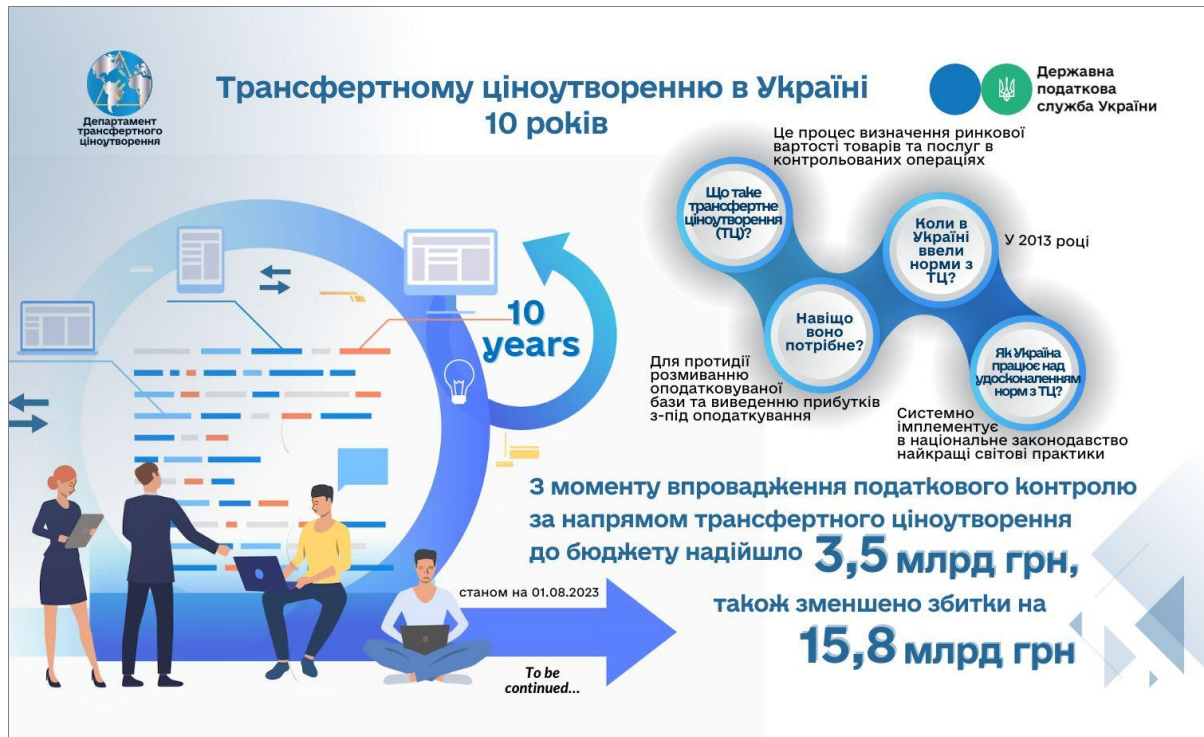 Департамент
трансфертного
ціноутворення
Трансфертному ціноутворенню в Україні
10 років
Державна
податкова
служба України
Це процес визначення ринкової
вартості товарів та послуг в
контрольованих операціях
Що таке
трансфертне
ціноутворення
(ТЦ)?
Коли в
Україні
ввели
норми з
ТЦ?
У 2013 році
Навіщо
воно
потрібне?
Для протидії
розмиванню
оподатковуваної
бази та виведенню прибутків
з-під оподаткування
Як Україна
працює над
удосконаленням
норм з ТЦ?
Системно
імплементує
в національне законодавство
найкращі світові практики
10
years
З моменту впровадження податкового контролю
за напрямом трансфертного ціноутворення
до бюджету надійшло 3,5 млрд грн,
також зменшено збитки на
15,8 млрд грн
станом на 01.08.2023
To be
continued...